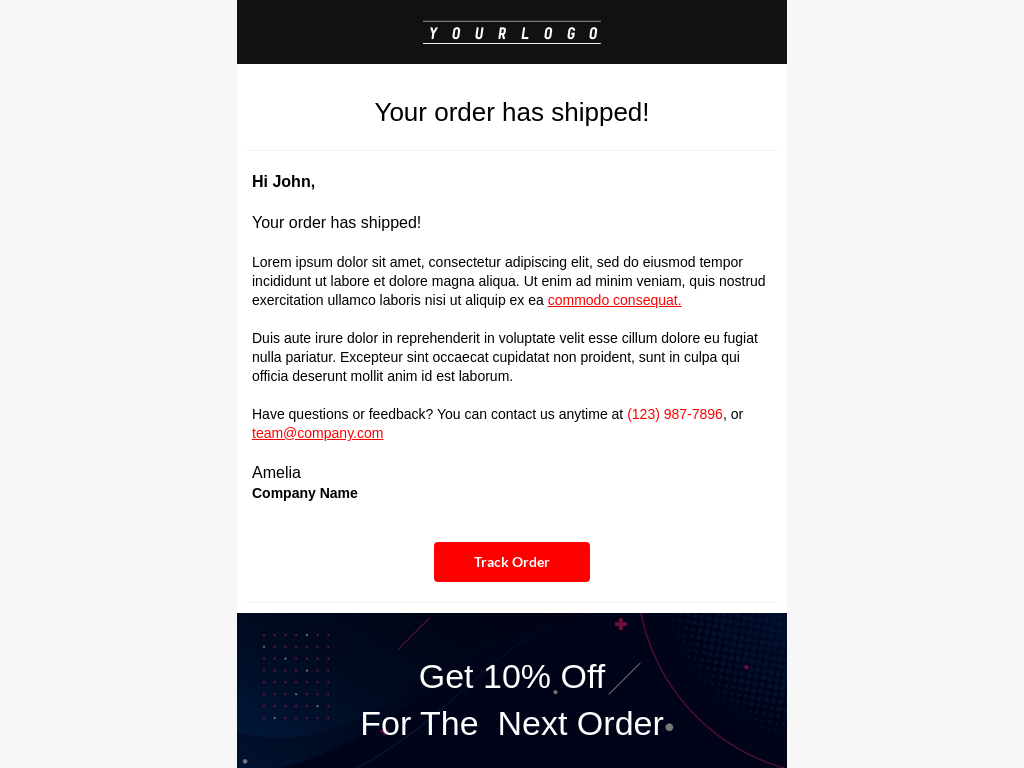 YOURLOGO
Your order has shipped!
Hi John,
Your order has shipped!
Lorem ipsum dolor sit amet, consectetur adipiscing elit, sed do eiusmod tempor
incididunt ut labore et dolore magna aliqua. Ut enim ad minim veniam, quis nostrud
exercitation ullamco laboris nisi ut aliquip ex ea commodo consequat.
Duis aute irure dolor in reprehenderit in voluptate velit esse cillum dolore eu fugiat
nulla pariatur. Excepteur sint occaecat cupidatat non proident, sunt in culpa qui
officia deserunt mollit anim id est laborum.
Have questions or feedback? You can contact us anytime at (123) 987-7896, or
team@company.com
Amelia
Company Name
Track Order
Get 10% Off
For The  Next Order